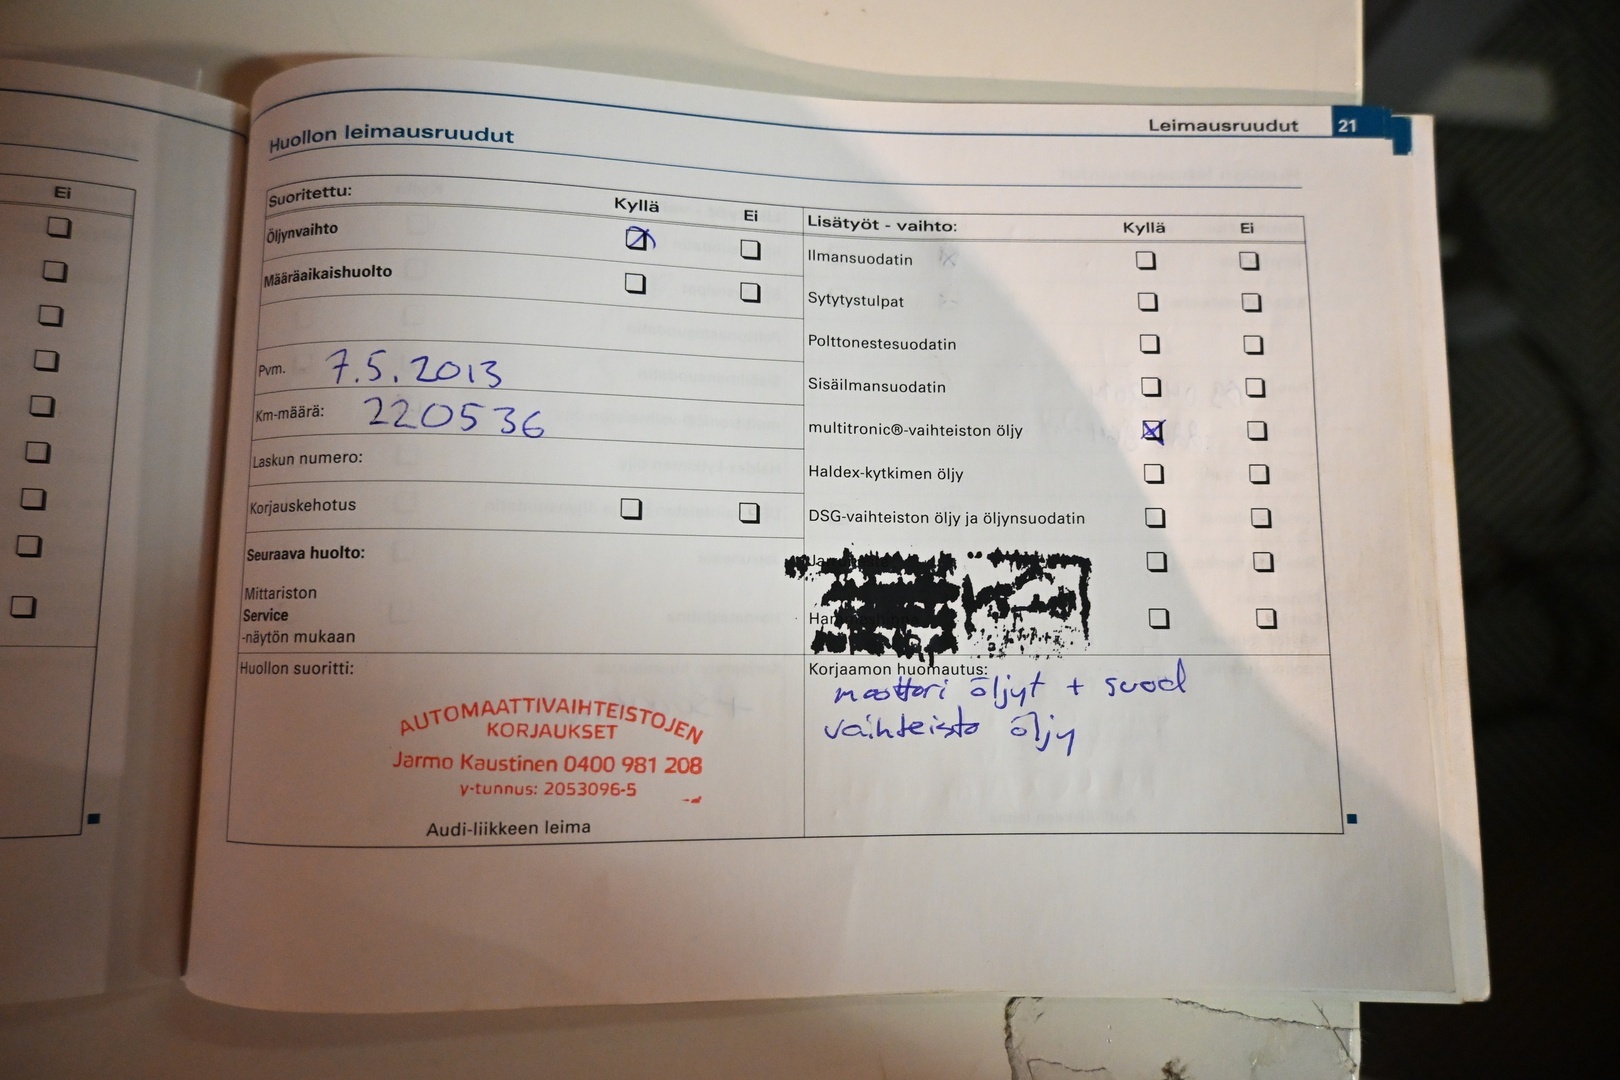 Ei
Leimausruudut 21
Huollon leimausruudut
Suoritettu: Kyllä Ei
Öljynvaihto
Määräaikaishuolto
Pvm. 7.5.2013
Km-määrä: 220536
Laskun numero:
Korjauskehotus
Seuraava huolto:
Mittariston
Service
-näytön mukaan
Huollon suoritti:
AUTOMAATTIVAIHTEISTOJEN
KORJAUKSET
Jarmo Kaustinen 0400 981 208
y-tunnus: 2053096-5
Audi-liikkeen leima
Lisätyöt - vaihto: Kyllä Ei
Ilmansuodatin
Sytytystulpat
Polttonestesuodatin
Sisäilmansuodatin
multitronic®-vaihteiston öljy
Haldex-kytkimen öljy
DSG-vaihteiston öljy ja öljynsuodatin
Korjaamon huomautus:
moottori öljyt + suod
vaihteisto öljy